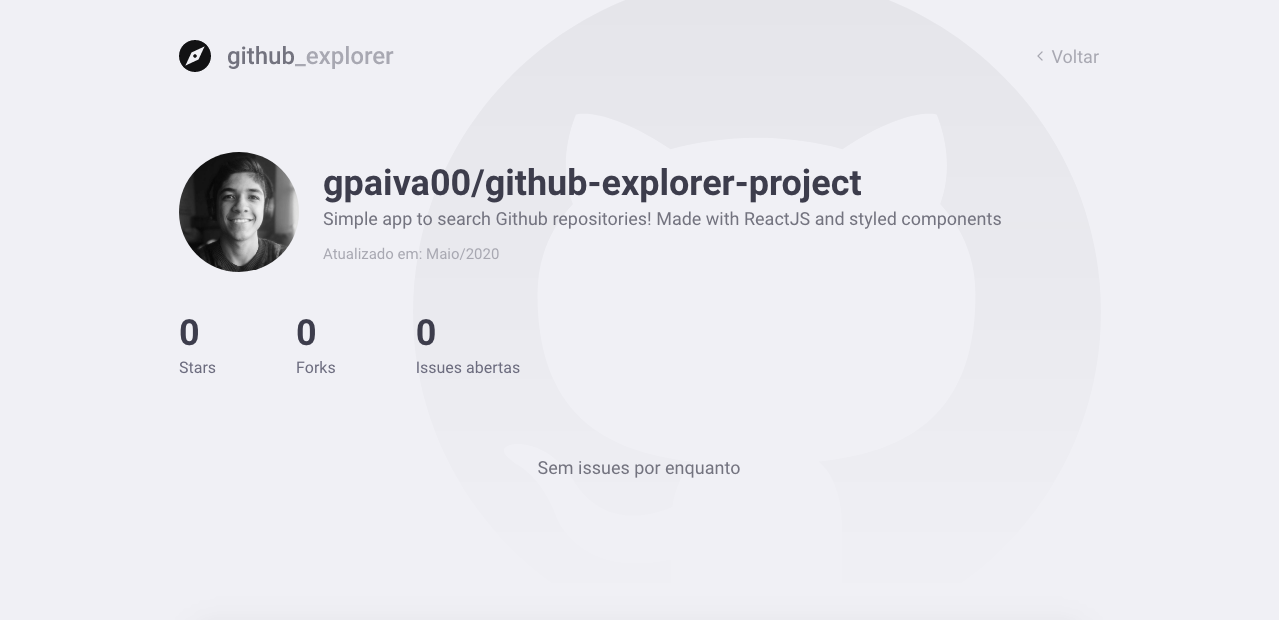 github_explorer
Voltar
gpaiva00/github-explorer-project
Simple app to search Github repositories! Made with ReactJS and styled components
Atualizado em: Maio/2020
0 0 0
Stars Forks Issues abertas
Sem issues por enquanto